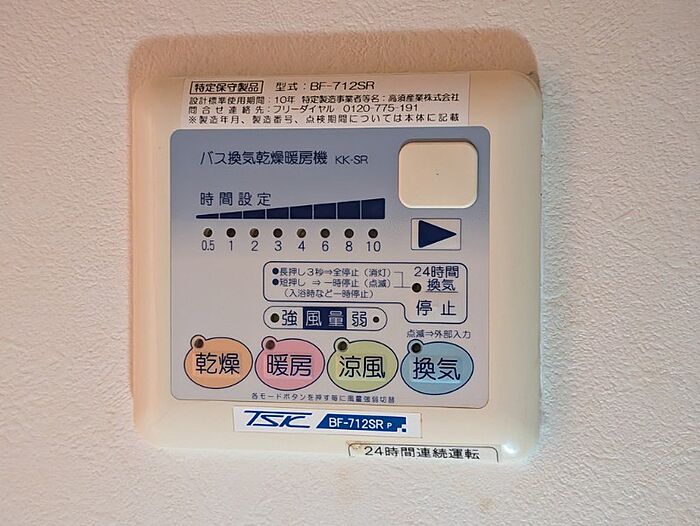 特定保守製品 型式：BF-712SR
設計標準使用期間：10年 特定製造事業者等名：高須産業株式会社
問合せ連絡先：フリーダイヤル 0120-775-191
※製造年月、製造番号、点検期間については本体に記載
バス換気乾燥暖房機 KK-SR
時間設定
0.5 1 2 3 4 6 8 10
●長押し3秒⇒全停止（消灯）
●短押し ⇒一時停止（点滅）
（入浴時など一時停止）
24時間
換気
停止
強 風量 弱
点滅⇒外部入力
乾燥 暖房 涼風 換気
各モードボタンを押す毎に風量強弱切替
TSK BF-712SR P
24時間連続運転